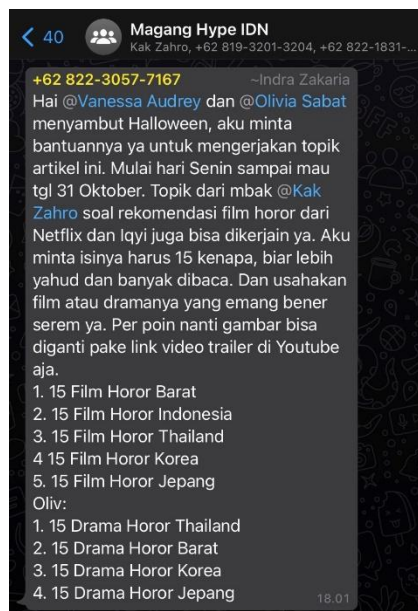 40
Magang Hype IDN
Kak Zahro, +62 819-3201-3204, +62 822-1831-...
+62 822-3057-7167 ~Indra Zakaria
Hai @Vanessa Audrey dan @Olivia Sabat
menyambut Halloween, aku minta
bantuannya ya untuk mengerjakan topik
artikel ini. Mulai hari Senin sampai mau
tgl 31 Oktober. Topik dari mbak @Kak
Zahro soal rekomendasi film horor dari
Netflix dan Iqyi juga bisa dikerjain ya. Aku
minta isinya harus 15 kenapa, biar lebih
yahud dan banyak dibaca. Dan usahakan
film atau dramanya yang emang bener
serem ya. Per poin nanti gambar bisa
diganti pake link video trailer di Youtube
aja.
1. 15 Film Horor Barat
2. 15 Film Horor Indonesia
3. 15 Film Horor Thailand
4 15 Film Horor Korea
5. 15 Film Horor Jepang
Oliv:
1. 15 Drama Horor Thailand
2. 15 Drama Horor Barat
3. 15 Drama Horor Korea
4. 15 Drama Horor Jepang
18.01